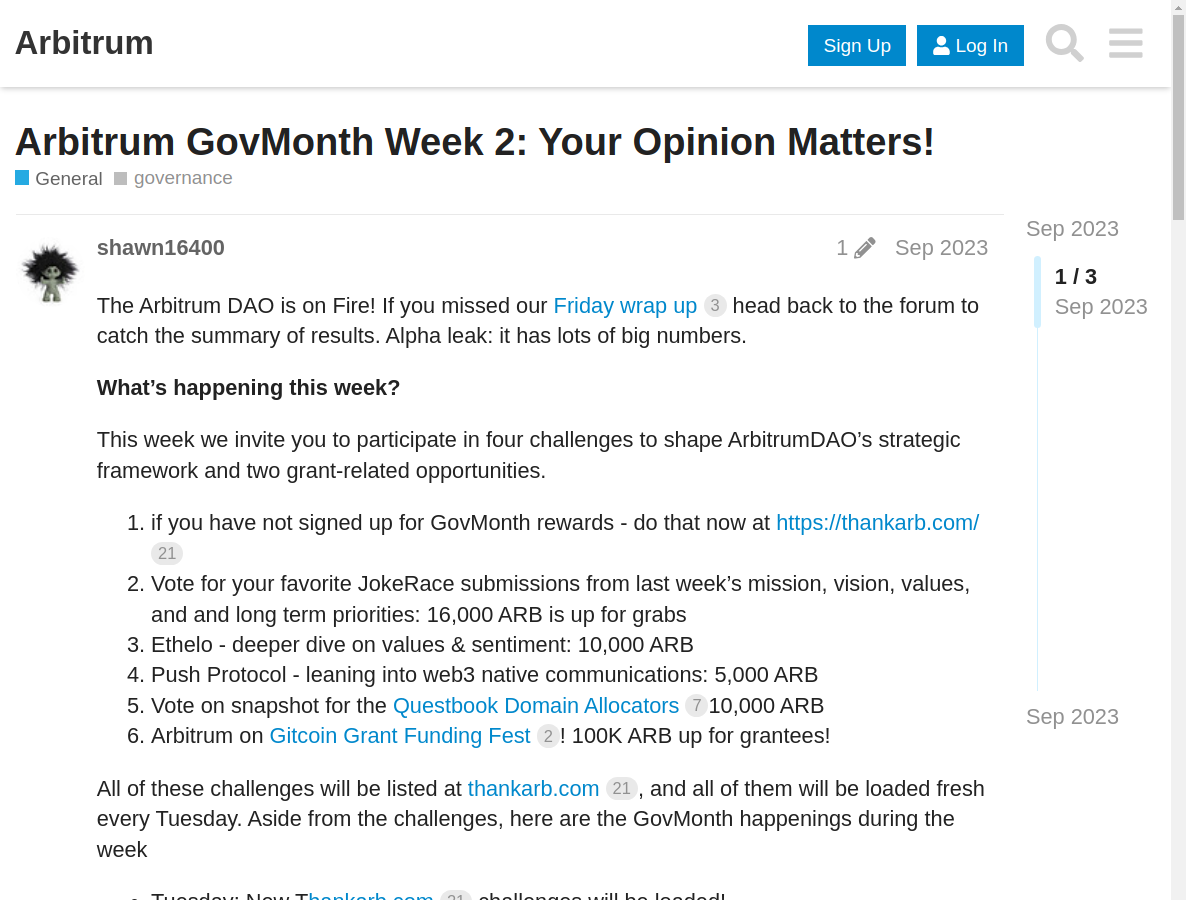 Arbitrum
Sign Up
Log In
Arbitrum GovMonth Week 2: Your Opinion Matters!
General governance
shawn16400
1
Sep 2023
The Arbitrum DAO is on Fire! If you missed our Friday wrap up 3 head back to the forum to
catch the summary of results. Alpha leak: it has lots of big numbers.
What’s happening this week?
This week we invite you to participate in four challenges to shape ArbitrumDAO’s strategic
framework and two grant-related opportunities.
1. if you have not signed up for GovMonth rewards - do that now at https://thankarb.com/
21
2. Vote for your favorite JokeRace submissions from last week’s mission, vision, values,
and and long term priorities: 16,000 ARB is up for grabs
3. Ethelo - deeper dive on values & sentiment: 10,000 ARB
4. Push Protocol - leaning into web3 native communications: 5,000 ARB
5. Vote on snapshot for the Questbook Domain Allocators 7 10,000 ARB
6. Arbitrum on Gitcoin Grant Funding Fest 2 ! 100K ARB up for grantees!
All of these challenges will be listed at thankarb.com 21 , and all of them will be loaded fresh
every Tuesday. Aside from the challenges, here are the GovMonth happenings during the
week
Tuesday: New Thankarb.com 21 challenges will be loaded!
Sep 2023
1 / 3
Sep 2023
Sep 2023